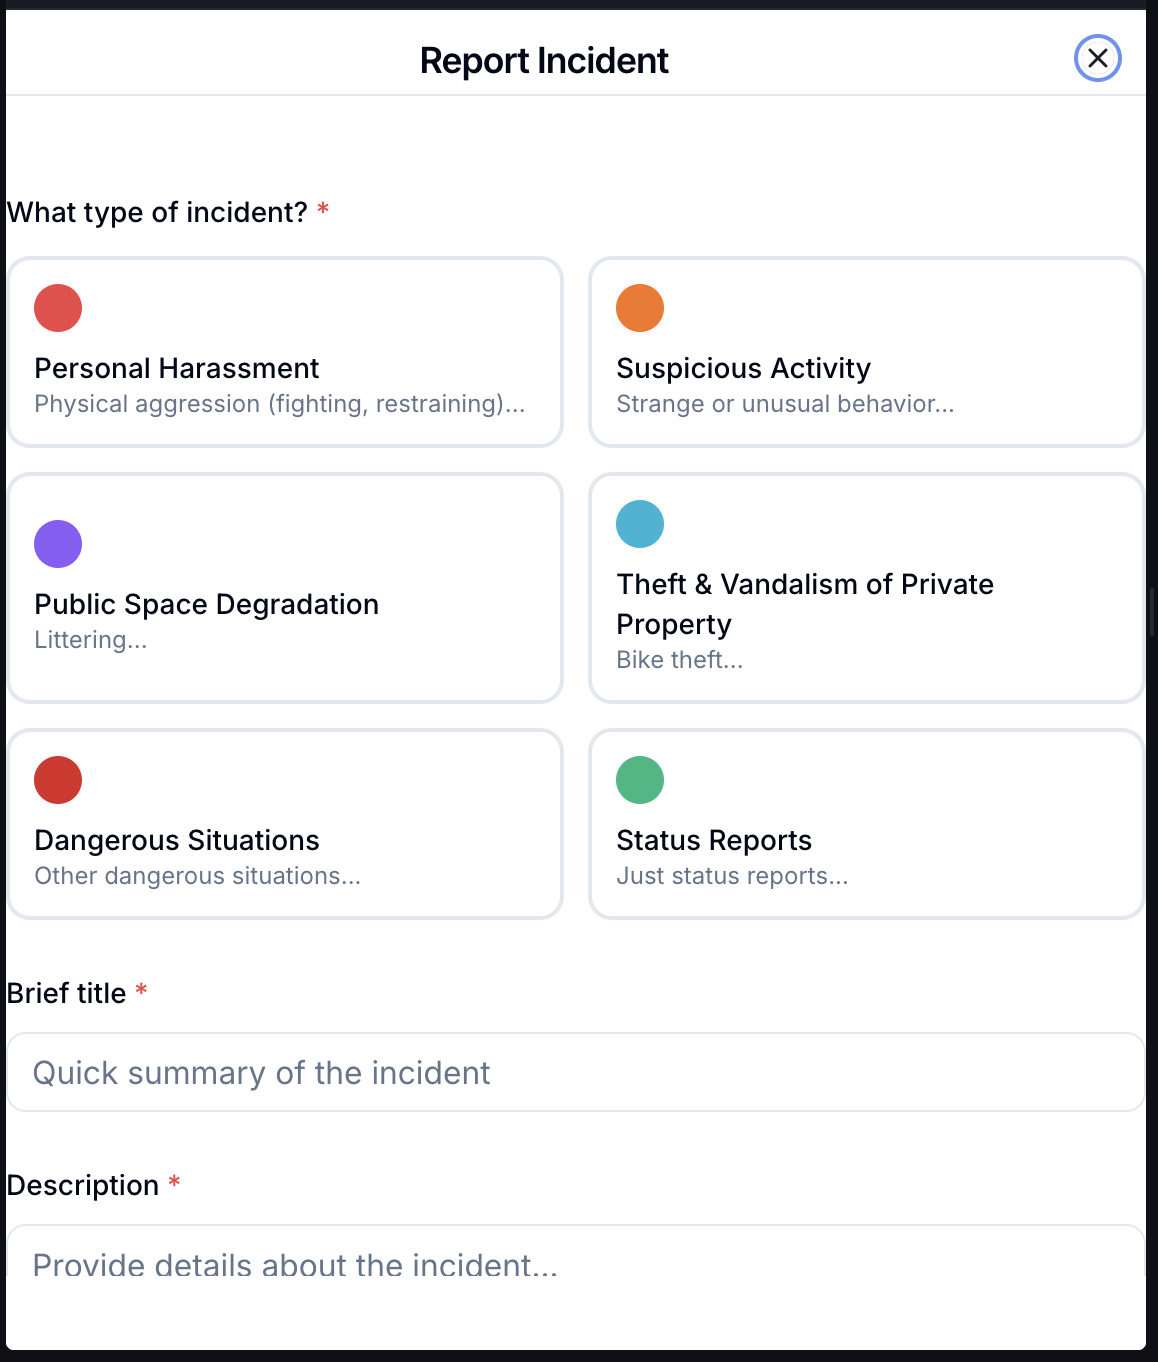 Report Incident
What type of incident? *
Personal Harassment
Physical aggression (fighting, restraining)...
Suspicious Activity
Strange or unusual behavior...
Public Space Degradation
Littering...
Theft & Vandalism of Private
Property
Bike theft...
Dangerous Situations
Other dangerous situations...
Status Reports
Just status reports...
Brief title *
Quick summary of the incident
Description *
Provide details about the incident...